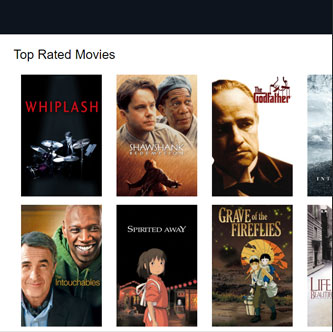 Top Rated Movies
WHIPLASH
SHAWSHANK
REDEMPTION
The
Godfather
INT
Intouchables
SPIRITED AWAY
GRAVE of the
FIREFLIES
LIFE
BEAUTIF